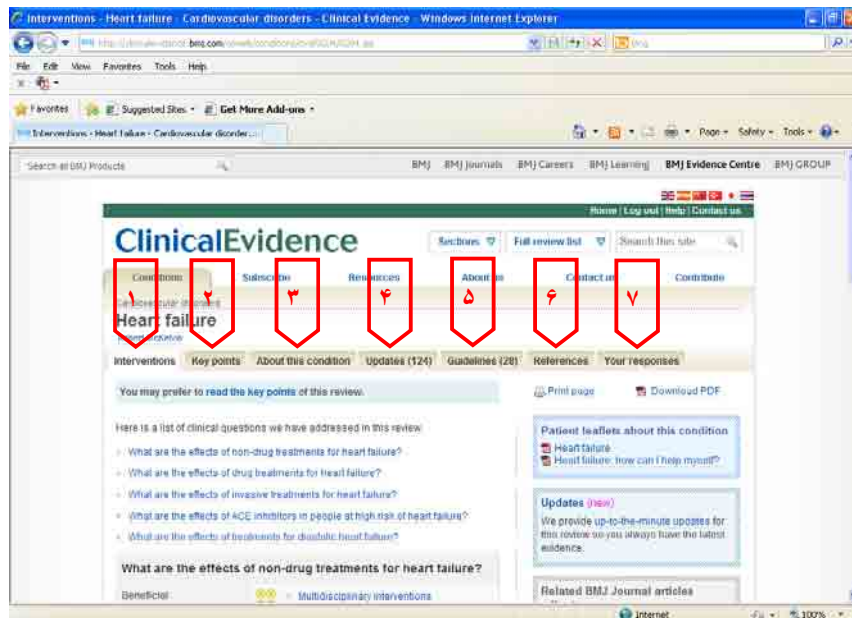 Interventions - Heart failure - Cardiovascular disorders - Clinical Evidence - Windows Internet Explorer
File Edit View Favorites Tools Help
x
Favorites Suggested Sites Get More Add-ons
Interventions - Heart failure - Cardiovascular disorder... Page Safety Tools
Search all BMJ Products BMJ BMJ Journals BMJ Careers BMJ Learning BMJ Evidence Centre BMJ GROUP
Home | Log out | Help | Contact us
ClinicalEvidence Sections Full review list Search this site
Conditions Subscribe Resources About us Contact us Contribute
۱ ۲ ۳ ۴ ۵ ۶ ۷
Cardiovascular disorders
Heart failure
Interventions Key points About this condition Updates (124) Guidelines (28) References Your responses
You may prefer to read the key points of this review. Print page Download PDF
Here is a list of clinical questions we have addressed in this review
What are the effects of non-drug treatments for heart failure?
What are the effects of drug treatments for heart failure?
What are the effects of invasive treatments for heart failure?
What are the effects of ACE inhibitors in people at high risk of heart failure?
What are the effects of treatments for diastolic heart failure?
What are the effects of non-drug treatments for heart failure?
Beneficial Multidisciplinary interventions
Patient leaflets about this condition
Heart failure
Heart failure: how can I help myself?
Updates (new)
We provide up-to-the-minute updates for
this review so you always have the latest
evidence.
Related BMJ Journal articles
Internet 100%